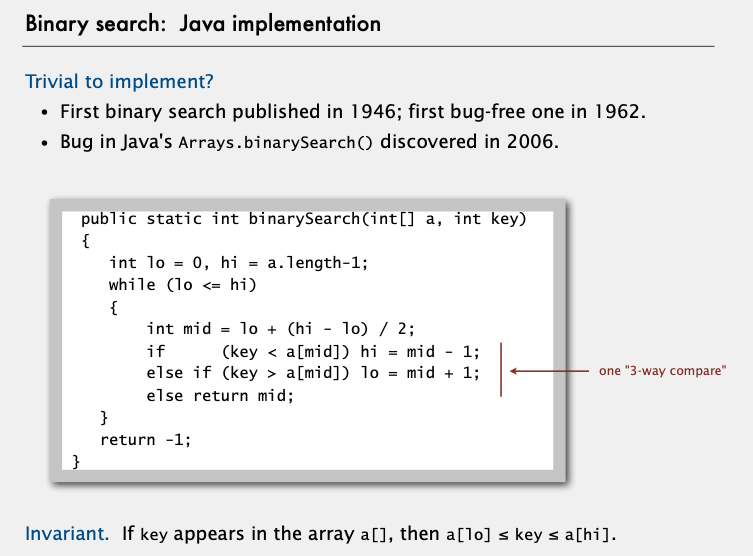 Binary search: Java implementation
Trivial to implement?
• First binary search published in 1946; first bug-free one in 1962.
• Bug in Java's Arrays.binarySearch() discovered in 2006.
public static int binarySearch(int[] a, int key)
{
int lo = 0, hi = a.length-1;
while (lo <= hi)
{
int mid = lo + (hi - lo) / 2;
if (key < a[mid]) hi = mid - 1;
else if (key > a[mid]) lo = mid + 1;
one "3-way compare"
else return mid;
}
return -1;
}
Invariant. If key appears in the array a[], then a[lo] ≤ key ≤ a[hi].